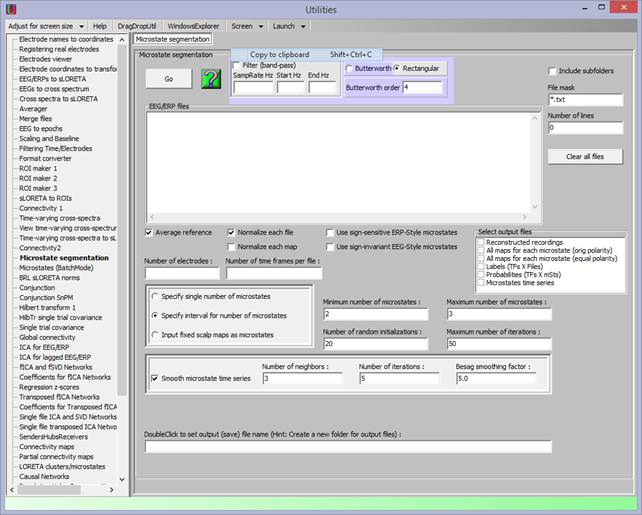 Utilities
Adjust for screen size Help DragDropUtil WindowsExplorer Screen Launch
Electrode names to coordinates
Registering real electrodes
Electrodes viewer
Electrode coordinates to transfor
EEG/ERPs to sLORETA
EEGs to cross spectrum
Cross spectra to sLORETA
Averager
Merge files
EEG to epochs
Scaling and Baseline
Filtering Time/Electrodes
Format converter
ROI maker 1
ROI maker 2
ROI maker 3
sLORETA to ROIs
Connectivity 1
Time-varying cross-spectra
View time-varying cross-spectrum
Time-varying cross-spectra to sL
Connectivity2
Microstate segmentation
Microstates (BatchMode)
BRL sLORETA norms
Conjunction
Conjunction SnPM
Hilbert transform 1
HilbTr single trial covariance
Single trial covariance
Global connectivity
ICA for EEG/ERP
ICA for lagged EEG/ERP
fICA and fSVD Networks
Coefficients for fICA Networks
Regression z-scores
Transposed fICA Networks
Coefficients for Transposed fICA
Single file ICA and SVD Networks
Single file transposed ICA Netwo
SendersHubsReceivers
Connectivity maps
Partial connectivity maps
LORETA clusters/microstates
Causal Networks
Microstate segmentation
Microstate segmentation
Copy to clipboard Shift+Ctrl+C
Go
?
Filter (band-pass)
SampRate Hz Start Hz End Hz
Butterworth Rectangular
Butterworth order 4
Include subfolders
File mask
*.txt
Number of lines
0
Clear all files
EEG/ERP files
Average reference
Normalize each file
Normalize each map
Use sign-sensitive ERP-Style microstates
Use sign-invariant EEG-Style microstates
Select output files
Reconstructed recordings
All maps for each microstate (orig polarity)
All maps for each microstate (equal polarity)
Labels (TFs X Files)
Probabilities (TFs X mSts)
Microstates time series
Number of electrodes :
Number of time frames per file :
Specify single number of microstates
Specify interval for number of microstates
Input fixed scalp maps as microstates
Minimum number of microstates :
2
Maximum number of microstates :
3
Number of random initializations :
20
Maximum number of iterations :
50
Smooth microstate time series
Number of neighbors :
3
Number of iterations :
5
Besag smoothing factor :
5.0
DoubleClick to set output (save) file name (Hint: Create a new folder for output files) :